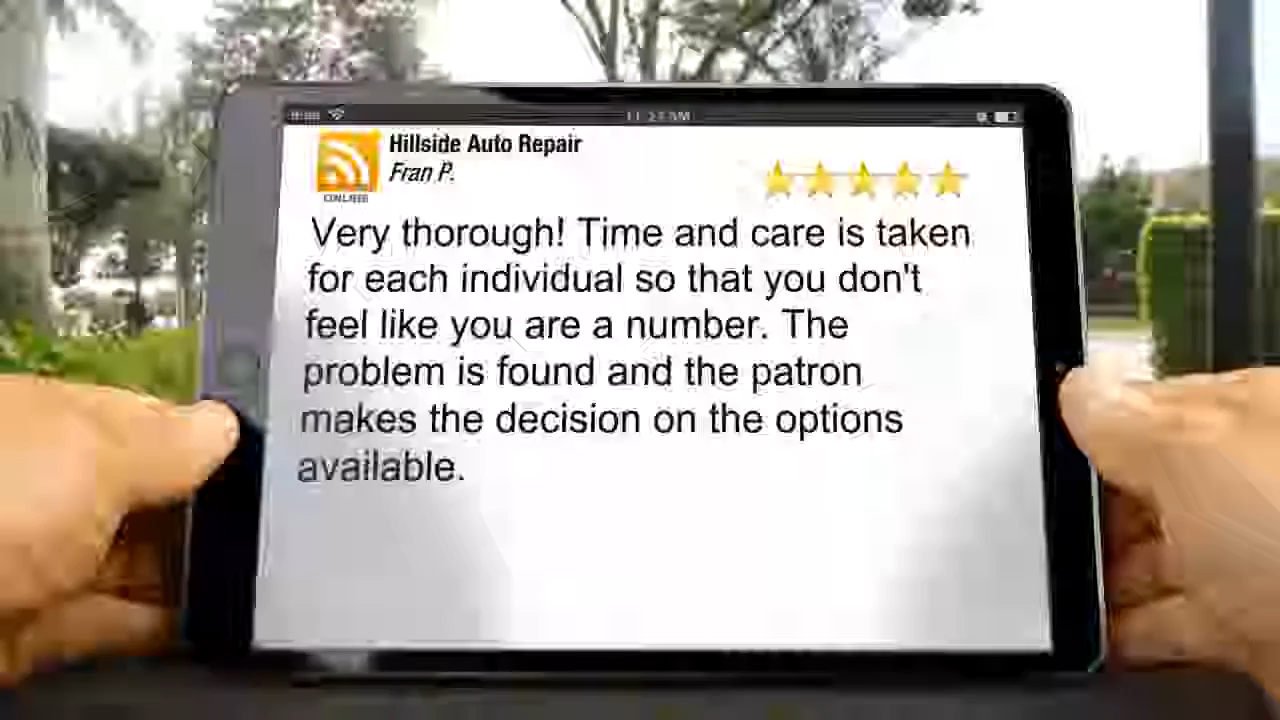 Hillside Auto Repair
Fran P.
Very thorough! Time and care is taken
for each individual so that you don't
feel like you are a number. The
problem is found and the patron
makes the decision on the options
available.